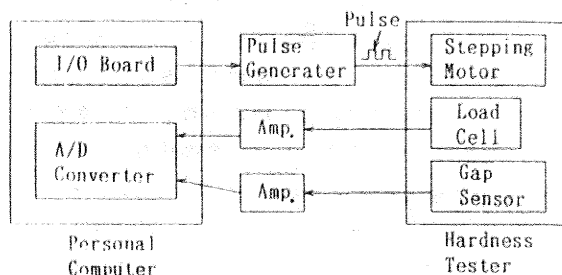 Pulse
I/O Board
Pulse
Generater
Stepping
Motor
A/D
Converter
Amp.
Load
Cell
Amp.
Gap
Sensor
Personal
Computer
Hardness
Tester